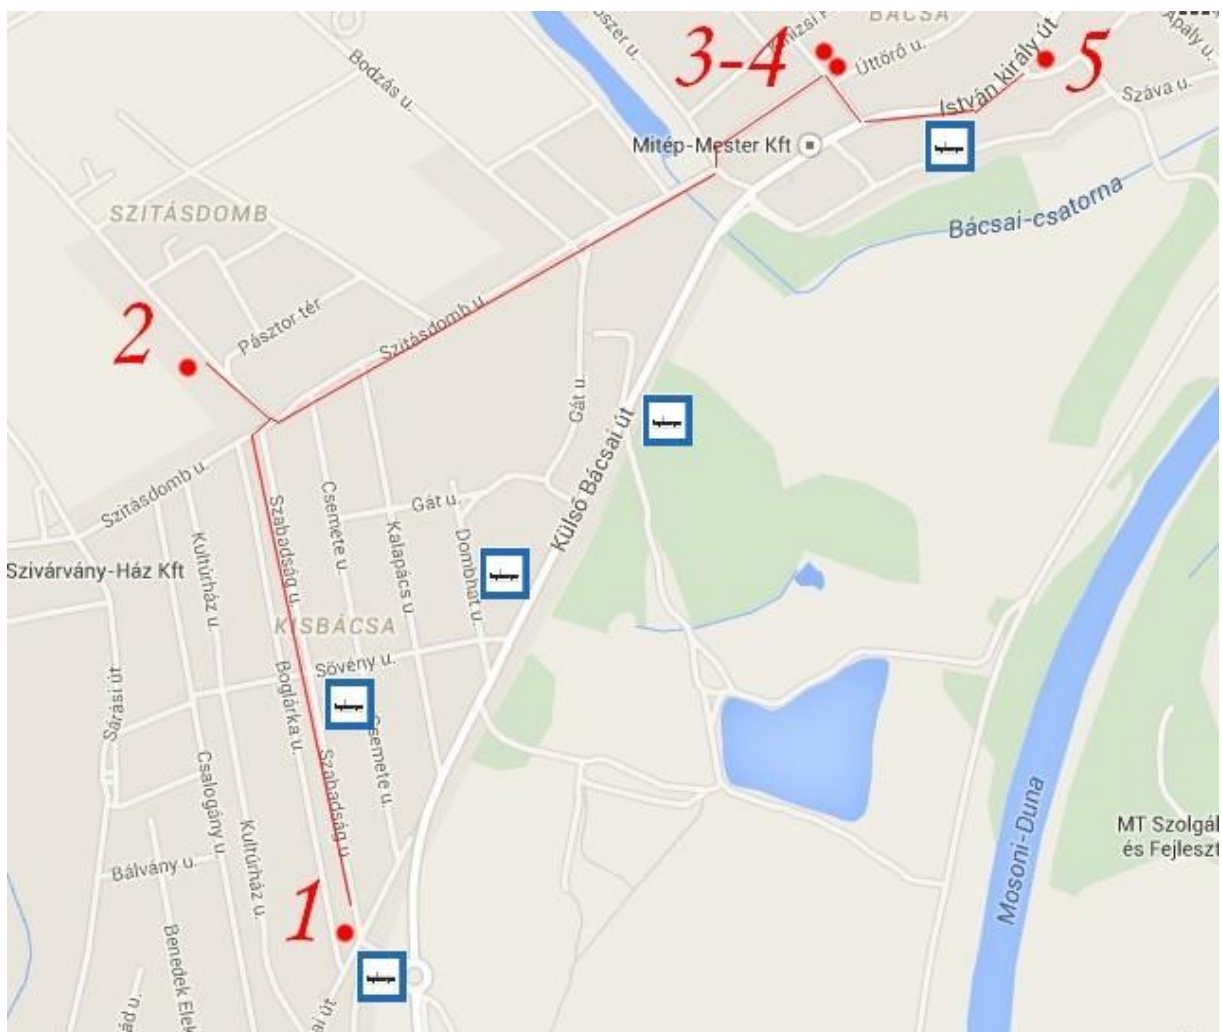 BÁCSA
Bodzás u.
3-4
Úttörő u.
István király út
5
Apály u.
Száva u.
Mitép-Mester Kft
SZITÁSDOMB
Bácsai-csatorna
2
Pásztor tér
Szitásdomb u.
Gát u.
Külső Bácsai út
Szitásdomb u.
Csemete u.
Gát u.
Szabadság u.
Kalapács u.
Dombhát u.
Kultúrház u.
Szivárvány-Ház Kft
KISBÁCSA
Sövény u.
Sárási út
Boglárka u.
Csemete u.
Csalogány u.
Szabadság u.
Kultúrház u.
Bálvány u.
Mosoni-Duna
MT Szolgál
és Fejleszt
1
Benedek Elek